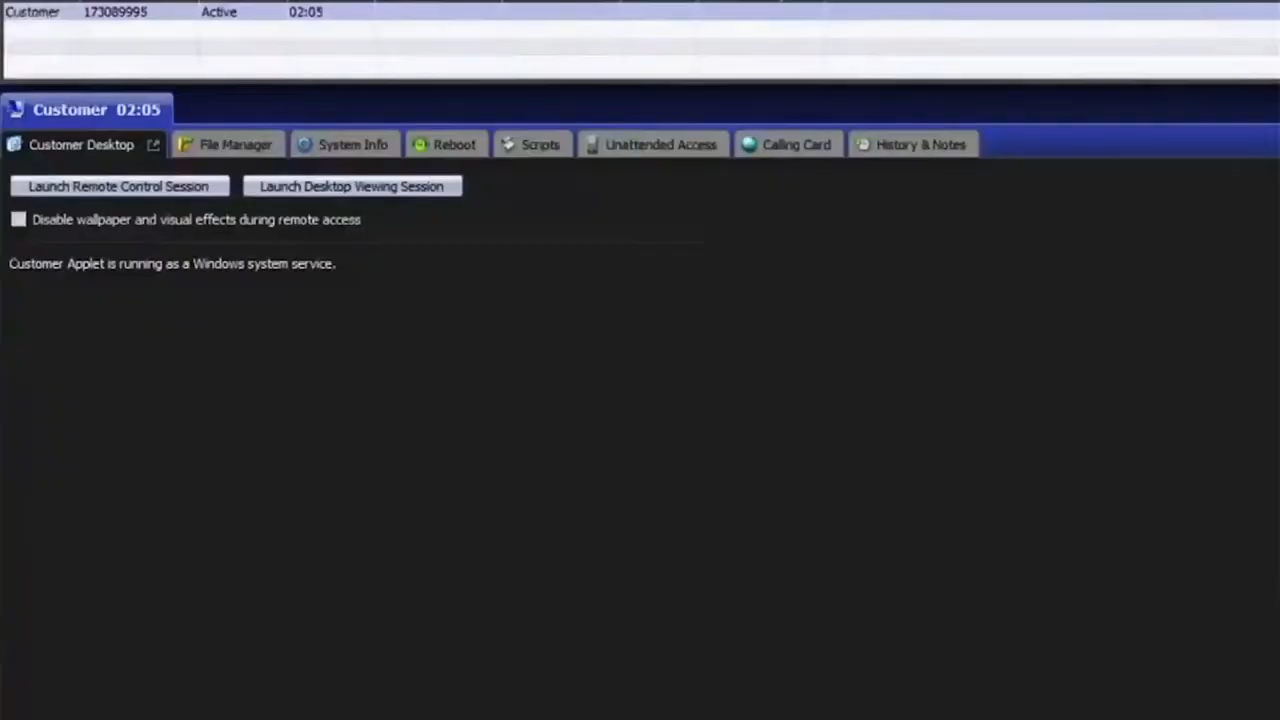 Customer 173089995 Active 02:05
Customer 02:05
Customer Desktop File Manager System Info Reboot Scripts Unattended Access Calling Card History & Notes
Launch Remote Control Session Launch Desktop Viewing Session
Disable wallpaper and visual effects during remote access
Customer Applet is running as a Windows system service.